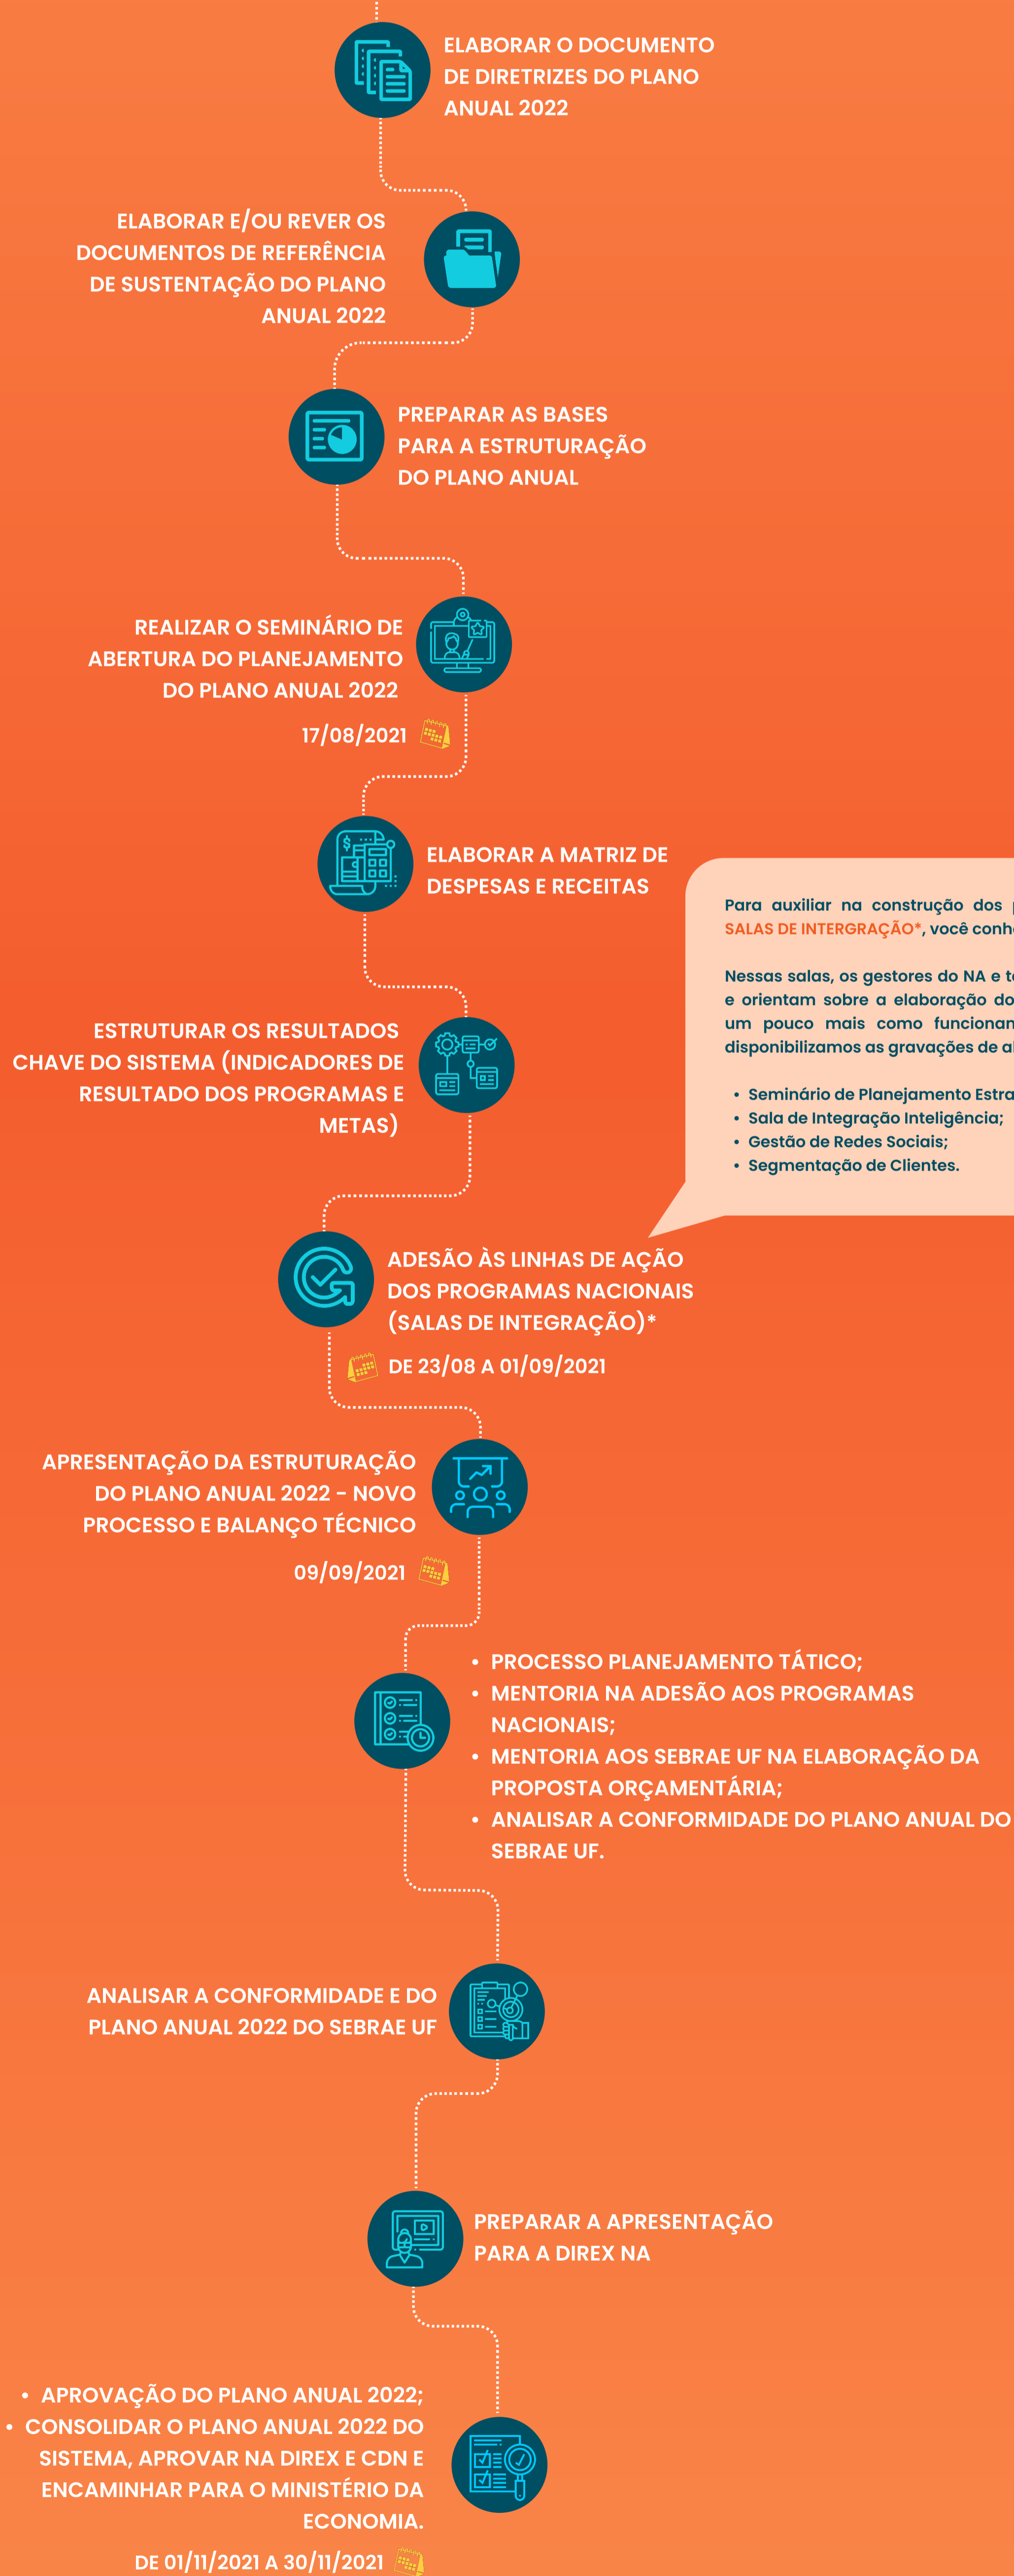 ELABORAR O DOCUMENTO
DE DIRETRIZES DO PLANO
ANUAL 2022
ELABORAR E/OU REVER OS
DOCUMENTOS DE REFERÊNCIA
DE SUSTENTAÇÃO DO PLANO
ANUAL 2022
PREPARAR AS BASES
PARA A ESTRUTURAÇÃO
DO PLANO ANUAL
REALIZAR O SEMINÁRIO DE
ABERTURA DO PLANEJAMENTO
DO PLANO ANUAL 2022
17/08/2021
ELABORAR A MATRIZ DE
DESPESAS E RECEITAS
Para auxiliar na construção dos
SALAS DE INTERGRAÇÃO*, você
Nessas salas, os gestores do NA e
e orientam sobre a elaboração
um pouco mais como
disponibilizamos as gravações de
• Seminário de Planejamento
• Sala de Integração Inteligência;
• Gestão de Redes Sociais;
• Segmentação de Clientes.
ESTRUTURAR OS RESULTADOS
CHAVE DO SISTEMA (INDICADORES DE
RESULTADO DOS PROGRAMAS E
METAS)
ADESÃO ÀS LINHAS DE AÇÃO
DOS PROGRAMAS NACIONAIS
(SALAS DE INTEGRAÇÃO)*
DE 23/08 A 01/09/2021
APRESENTAÇÃO DA ESTRUTURAÇÃO
DO PLANO ANUAL 2022 - NOVO
PROCESSO E BALANÇO TÉCNICO
09/09/2021
• PROCESSO PLANEJAMENTO TÁTICO;
• MENTORIA NA ADESÃO AOS PROGRAMAS
NACIONAIS;
• MENTORIA AOS SEBRAE UF NA ELABORAÇÃO DA
PROPOSTA ORÇAMENTÁRIA;
• ANALISAR A CONFORMIDADE DO PLANO ANUAL DO
SEBRAE UF.
ANALISAR A CONFORMIDADE E DO
PLANO ANUAL 2022 DO SEBRAE UF
PREPARAR A APRESENTAÇÃO
PARA A DIREX NA
• APROVAÇÃO DO PLANO ANUAL 2022;
• CONSOLIDAR O PLANO ANUAL 2022 DO
SISTEMA, APROVAR NA DIREX E CDN E
ENCAMINHAR PARA O MINISTÉRIO DA
ECONOMIA.
DE 01/11/2021 A 30/11/2021